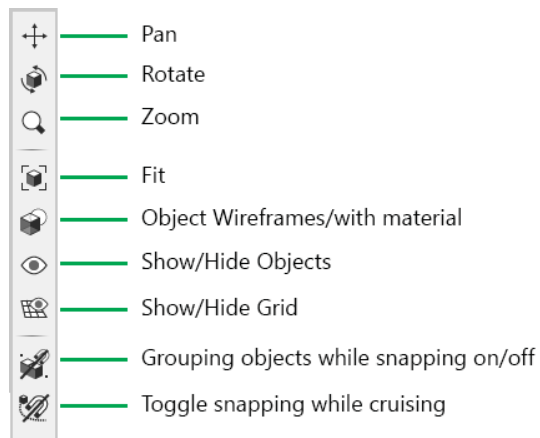 Pan
Rotate
Zoom
Fit
Object Wireframes/with material
Show/Hide Objects
Show/Hide Grid
Grouping objects while snapping on/off
Toggle snapping while cruising